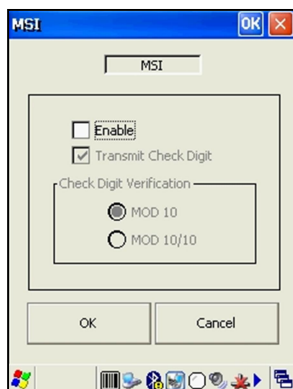 MSI OK
MSI
Enable
Transmit Check Digit
Check Digit Verification
MOD 10
MOD 10/10
OK Cancel